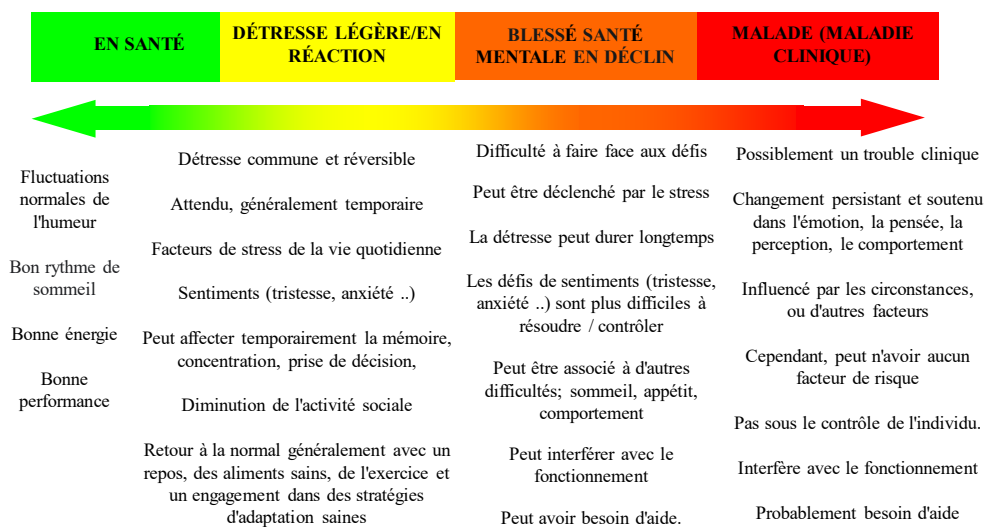 EN SANTÉ
DÉTRESSE LÉGÈRE/EN
RÉACTION
BLESSÉ SANTÉ
MENTALE EN DÉCLIN
MALADE (MALADIE
CLINIQUE)
Fluctuations
normales de
l'humeur
Bon rythme de
sommeil
Bonne énergie
Bonne
performance
Détresse commune et réversible
Attendu, généralement temporaire
Facteurs de stress de la vie quotidienne
Sentiments (tristesse, anxiété ..)
Peut affecter temporairement la mémoire,
concentration, prise de décision,
Diminution de l'activité sociale
Retour à la normal généralement avec un
repos, des aliments sains, de l'exercice et
un engagement dans des stratégies
d'adaptation saines
Difficulté à faire face aux défis
Peut être déclenché par le stress
La détresse peut durer longtemps
Les défis de sentiments (tristesse,
anxiété ..) sont plus difficiles à
résoudre / contrôler
Peut être associé à d'autres
difficultés; sommeil, appétit,
comportement
Peut interférer avec le
fonctionnement
Peut avoir besoin d'aide.
Possiblement un trouble clinique
Changement persistant et soutenu
dans l'émotion, la pensée, la
perception, le comportement
Influencé par les circonstances,
ou d'autres facteurs
Cependant, peut n'avoir aucun
facteur de risque
Pas sous le contrôle de l'individu.
Interfère avec le fonctionnement
Probablement besoin d'aide